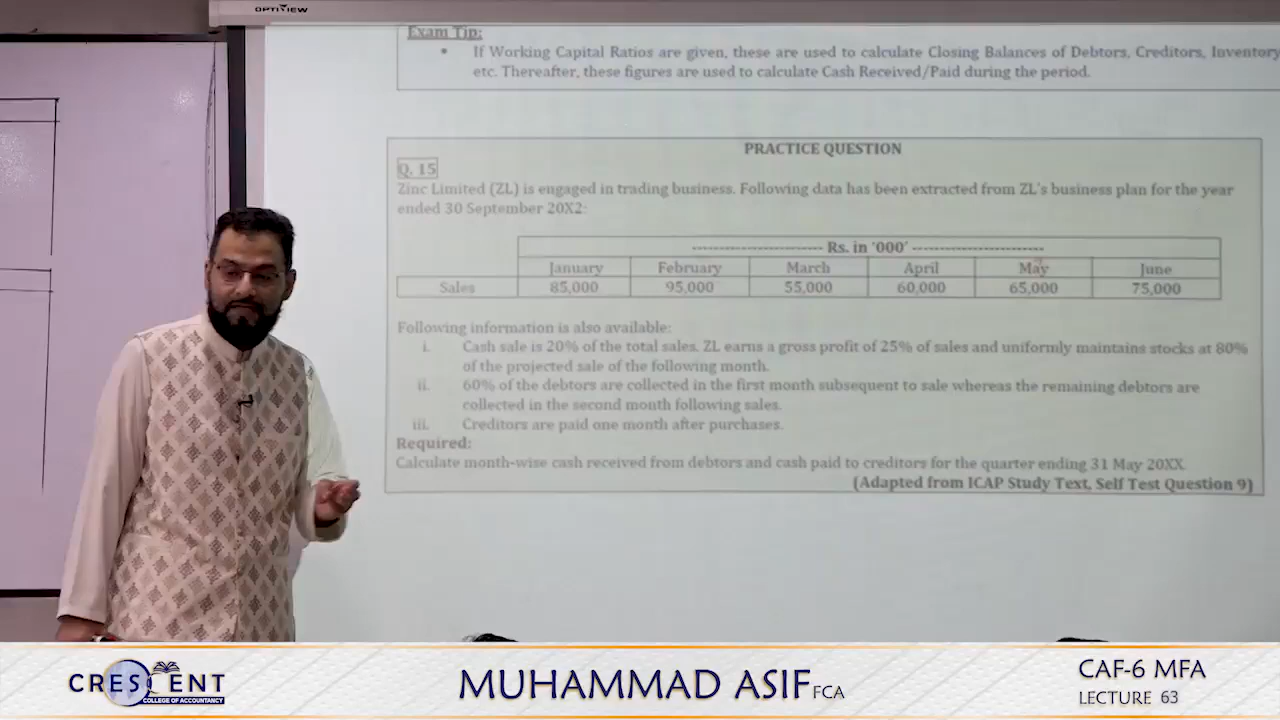 OPTIVIEW
Exam Tip:
• If Working Capital Ratios are given, these are used to calculate Closing Balances of Debtors, Creditors, Inventory
etc. Thereafter, these figures are used to calculate Cash Received/Paid during the period.
PRACTICE QUESTION
Q. 15
Zinc Limited (ZL) is engaged in trading business. Following data has been extracted from ZL's business plan for the year
ended 30 September 20X2:
------------------------ Rs. in '000' ------------------------
January February March April May June
Sales 85,000 95,000 55,000 60,000 65,000 75,000
Following information is also available:
i. Cash sale is 20% of the total sales. ZL earns a gross profit of 25% of sales and uniformly maintains stocks at 80%
of the projected sale of the following month.
ii. 60% of the debtors are collected in the first month subsequent to sale whereas the remaining debtors are
collected in the second month following sales.
iii. Creditors are paid one month after purchases.
Required:
Calculate month-wise cash received from debtors and cash paid to creditors for the quarter ending 31 May 20XX
(Adapted from ICAP Study Text, Self Test Question 9)
CRESCENT
COLLEGE OF ACCOUNTANCY
MUHAMMAD ASIF FCA
CAF-6 MFA
LECTURE 63